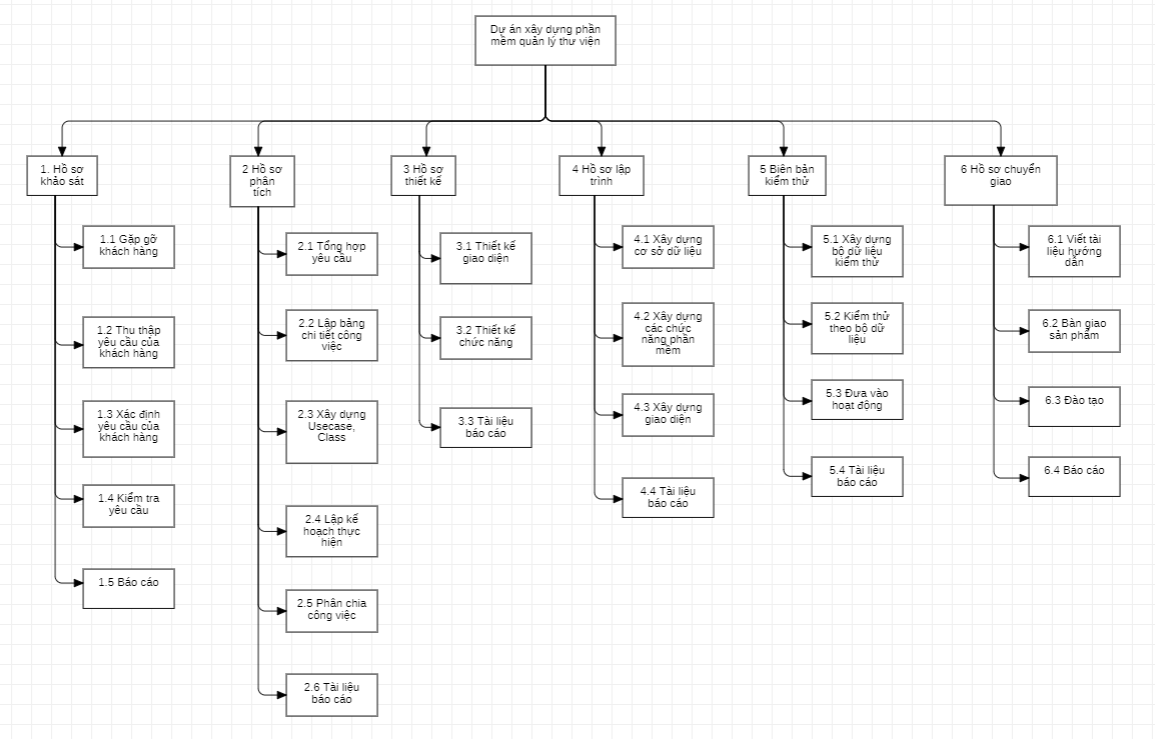 Dự án xây dựng phần
mềm quản lý thư viện
1. Hồ sơ
khảo sát
1.1 Gặp gỡ
khách hàng
1.2 Thu thập
yêu cầu của
khách hàng
1.3 Xác định
yêu cầu của
khách hàng
1.4 Kiểm tra
yêu cầu
1.5 Báo cáo
2 Hồ sơ
phân
tích
2.1 Tổng hợp
yêu cầu
2.2 Lập bảng
chi tiết công
việc
2.3 Xây dựng
Usecase,
Class
2.4 Lập kế
hoạch thực
hiện
2.5 Phân chia
công việc
2.6 Tài liệu
báo cáo
3 Hồ sơ
thiết kế
3.1 Thiết kế
giao diện
3.2 Thiết kế
chức năng
3.3 Tài liệu
báo cáo
4 Hồ sơ lập
trình
4.1 Xây dựng
cơ sở dữ liệu
4.2 Xây dựng
các chức
năng phần
mềm
4.3 Xây dựng
giao diện
4.4 Tài liệu
báo cáo
5 Biên bản
kiểm thử
5.1 Xây dựng
bộ dữ liệu
kiểm thử
5.2 Kiểm thử
theo bộ dữ
liệu
5.3 Đưa vào
hoạt động
5.4 Tài liệu
báo cáo
6 Hồ sơ chuyển
giao
6.1 Viết tài
liệu hướng
dẫn
6.2 Bàn giao
sản phẩm
6.3 Đào tạo
6.4 Báo cáo